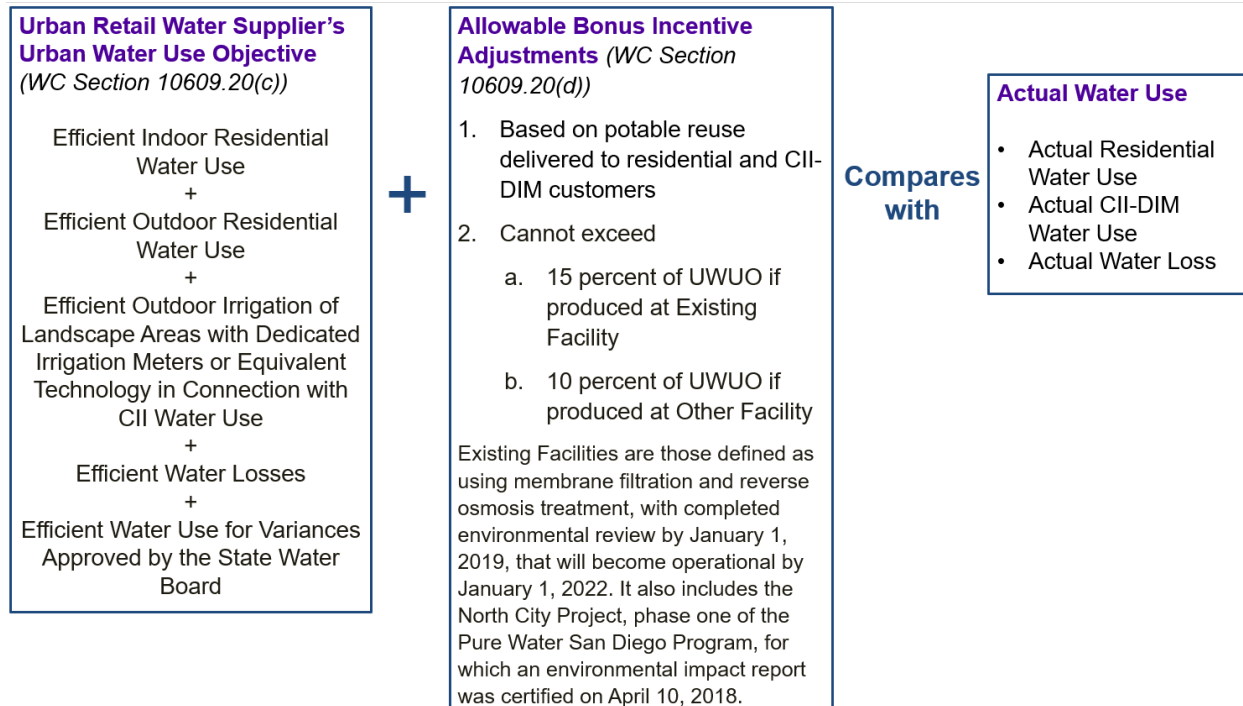 Urban Retail Water Supplier’s
Urban Water Use Objective
(WC Section 10609.20(c))
Efficient Indoor Residential
Water Use
+
Efficient Outdoor Residential
Water Use
+
Efficient Outdoor Irrigation of
Landscape Areas with Dedicated
Irrigation Meters or Equivalent
Technology in Connection with
CII Water Use
+
Efficient Water Losses
+
Efficient Water Use for Variances
Approved by the State Water
Board
+
Allowable Bonus Incentive
Adjustments (WC Section
10609.20(d))
1. Based on potable reuse
delivered to residential and CII-
DIM customers
2. Cannot exceed
a. 15 percent of UWUO if
produced at Existing
Facility
b. 10 percent of UWUO if
produced at Other Facility
Existing Facilities are those defined as
using membrane filtration and reverse
osmosis treatment, with completed
environmental review by January 1,
2019, that will become operational by
January 1, 2022. It also includes the
North City Project, phase one of the
Pure Water San Diego Program, for
which an environmental impact report
was certified on April 10, 2018.
Compares
with
Actual Water Use
• Actual Residential
Water Use
• Actual CII-DIM
Water Use
• Actual Water Loss